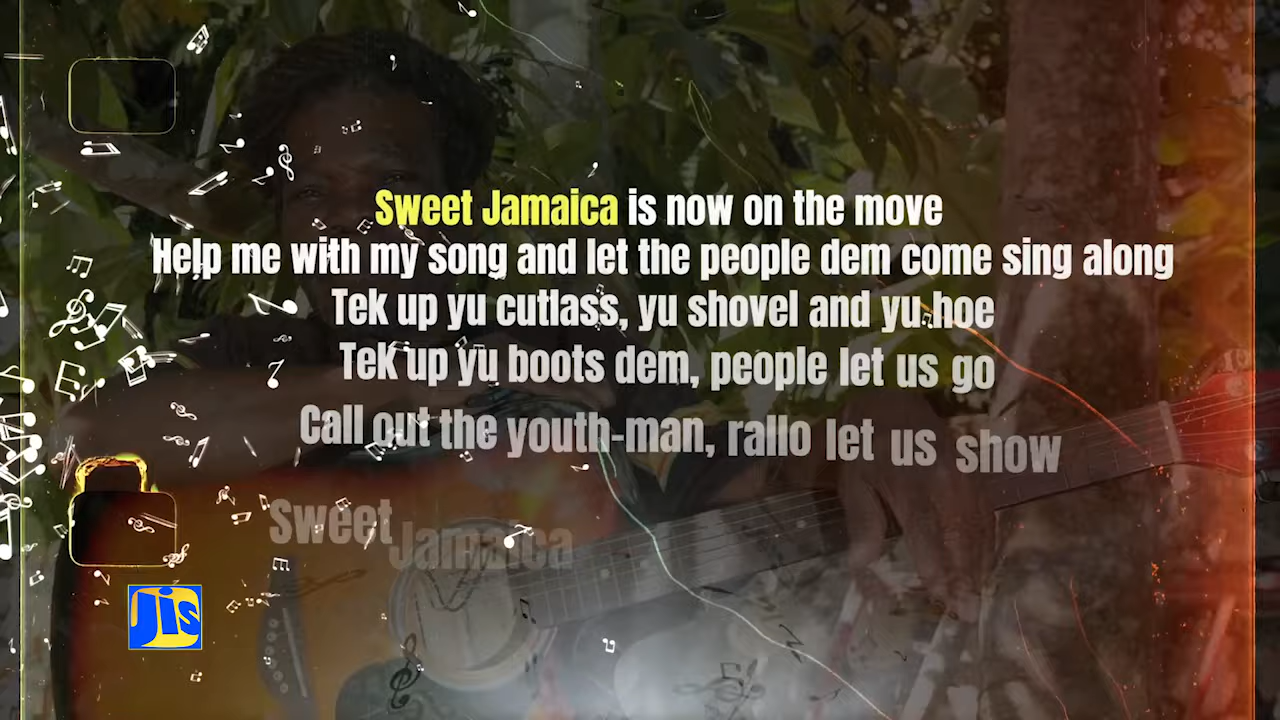 Sweet Jamaica is now on the move
Help me with my song and let the people dem come sing along
Tek up yu cutlass, yu shovel and yu hoe
Tek up yu boots dem, people let us go
Call out the youth-man, rallo let us show
Sweet Jamaica
JIS